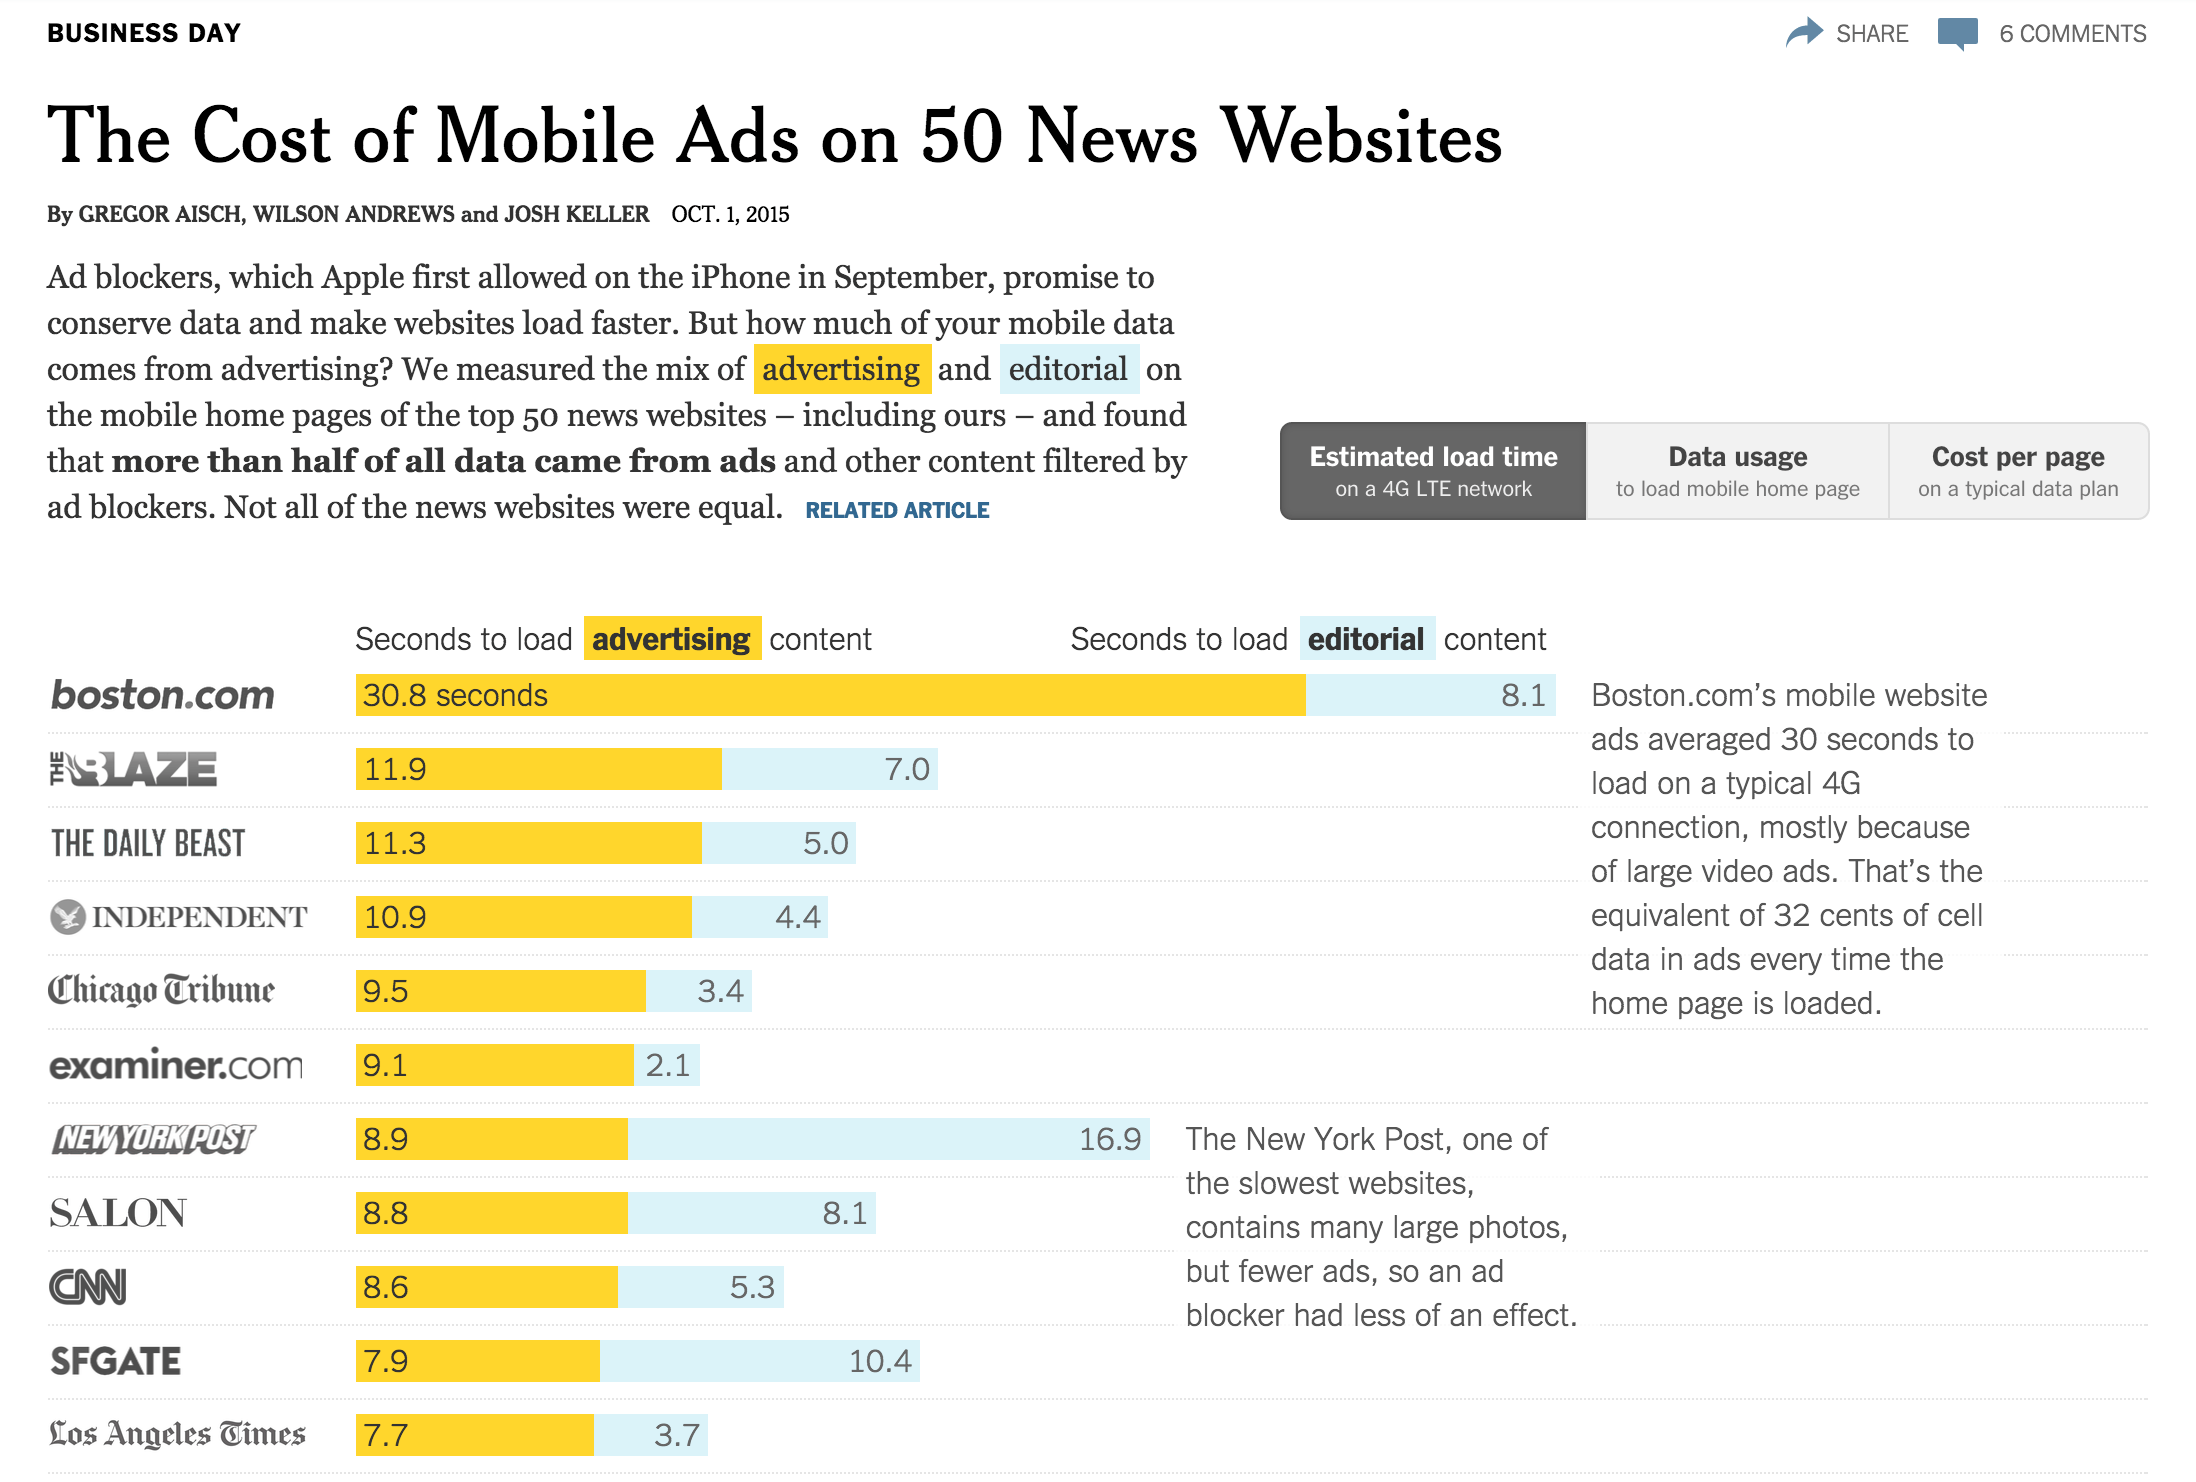 BUSINESS DAY
SHARE
6 COMMENTS
The Cost of Mobile Ads on 50 News Websites
By GREGOR AISCH, WILSON ANDREWS and JOSH KELLER OCT. 1, 2015
Ad blockers, which Apple first allowed on the iPhone in September, promise to
conserve data and make websites load faster. But how much of your mobile data
comes from advertising? We measured the mix of advertising and editorial on
the mobile home pages of the top 50 news websites – including ours – and found
that more than half of all data came from ads and other content filtered by
ad blockers. Not all of the news websites were equal. RELATED ARTICLE
Estimated load time
on a 4G LTE network
Data usage
to load mobile home page
Cost per page
on a typical data plan
Seconds to load advertising content
Seconds to load editorial content
boston.com 30.8 seconds 8.1
THE BLAZE 11.9 7.0
THE DAILY BEAST 11.3 5.0
INDEPENDENT 10.9 4.4
Chicago Tribune 9.5 3.4
examiner.com 9.1 2.1
NEW YORK POST 8.9 16.9
SALON 8.8 8.1
CNN 8.6 5.3
SFGATE 7.9 10.4
Los Angeles Times 7.7 3.7
Boston.com’s mobile website
ads averaged 30 seconds to
load on a typical 4G
connection, mostly because
of large video ads. That’s the
equivalent of 32 cents of cell
data in ads every time the
home page is loaded.
The New York Post, one of
the slowest websites,
contains many large photos,
but fewer ads, so an ad
blocker had less of an effect.